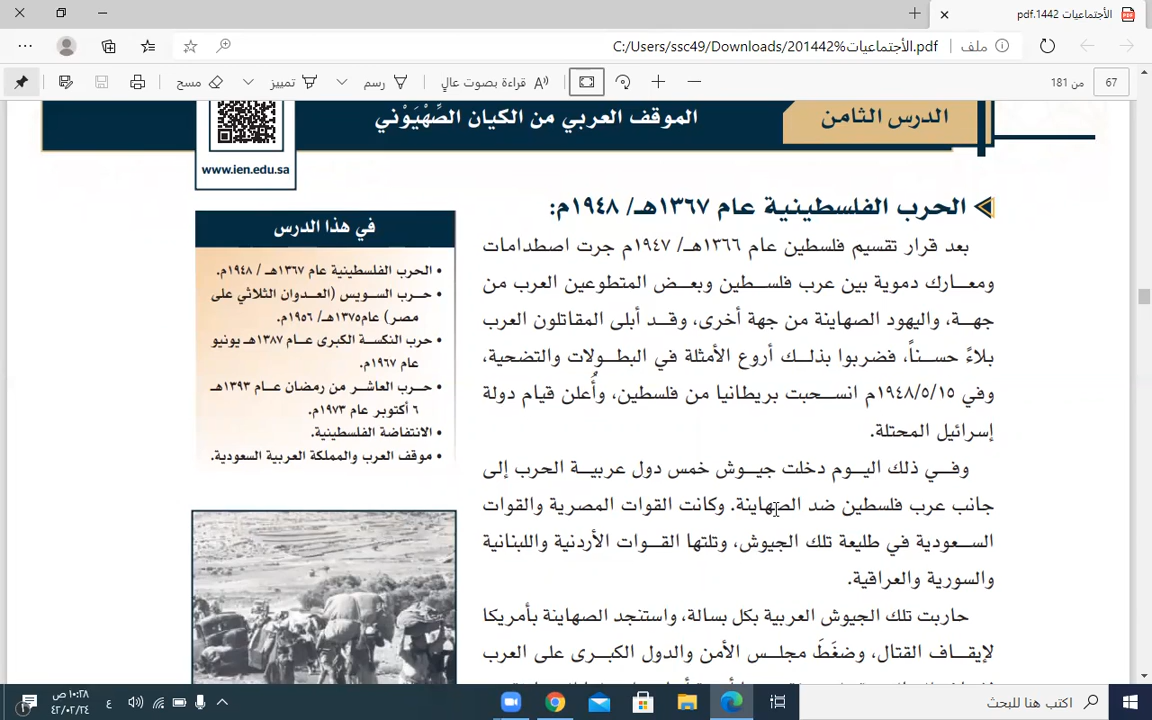 الأجتماعيات 1442.pdf
ملف
C:/Users/ssc49/Downloads/201442%الأجتماعيات.pdf
67
من 181
قراءة بصوت عالٍ
رسم
تمييز
مسح
الدرس الثامن
الموقف العربي من الكيان الصِّهْيَوْني
www.ien.edu.sa
الحرب الفلسطينية عام ١٣٦٧هـ/ ١٩٤٨م:
بعد قرار تقسيم فلسطين عام ١٣٦٦هـ/ ١٩٤٧م جرت اصطدامات
ومعارك دموية بين عرب فلسطين وبعض المتطوعين العرب من
جهة، واليهود الصهاينة من جهة أخرى، وقد أبلى المقاتلون العرب
بلاءً حسناً، فضربوا بذلك أروع الأمثلة في البطولات والتضحية،
وفي ١٩٤٨/٥/١٥م انسحبت بريطانيا من فلسطين، وأُعلن قيام دولة
إسرائيل المحتلة.
وفي ذلك اليوم دخلت جيوش خمس دول عربية الحرب إلى
جانب عرب فلسطين ضد الصهاينة. وكانت القوات المصرية والقوات
السعودية في طليعة تلك الجيوش، وتلتها القوات الأردنية واللبنانية
والسورية والعراقية.
حاربت تلك الجيوش العربية بكل بسالة، واستنجد الصهاينة بأمريكا
لإيقاف القتال، وضغَطَ مجلس الأمن والدول الكبرى على العرب
في هذا الدرس
• الحرب الفلسطينية عام ١٣٦٧هـ / ١٩٤٨م.
• حرب السويس (العدوان الثلاثي على
مصر) عام١٣٧٥هـ/ ١٩٥٦م.
• حرب النكسة الكبرى عام ١٣٨٧هـ يونيو
عام ١٩٦٧م.
• حرب العاشر من رمضان عام ١٣٩٣هـ
٦ أكتوبر عام ١٩٧٣م.
• الانتفاضة الفلسطينية.
• موقف العرب والمملكة العربية السعودية.
اكتب هنا للبحث
ع
١٠:٢٨ ص
٤٢/٠٢/٢٤